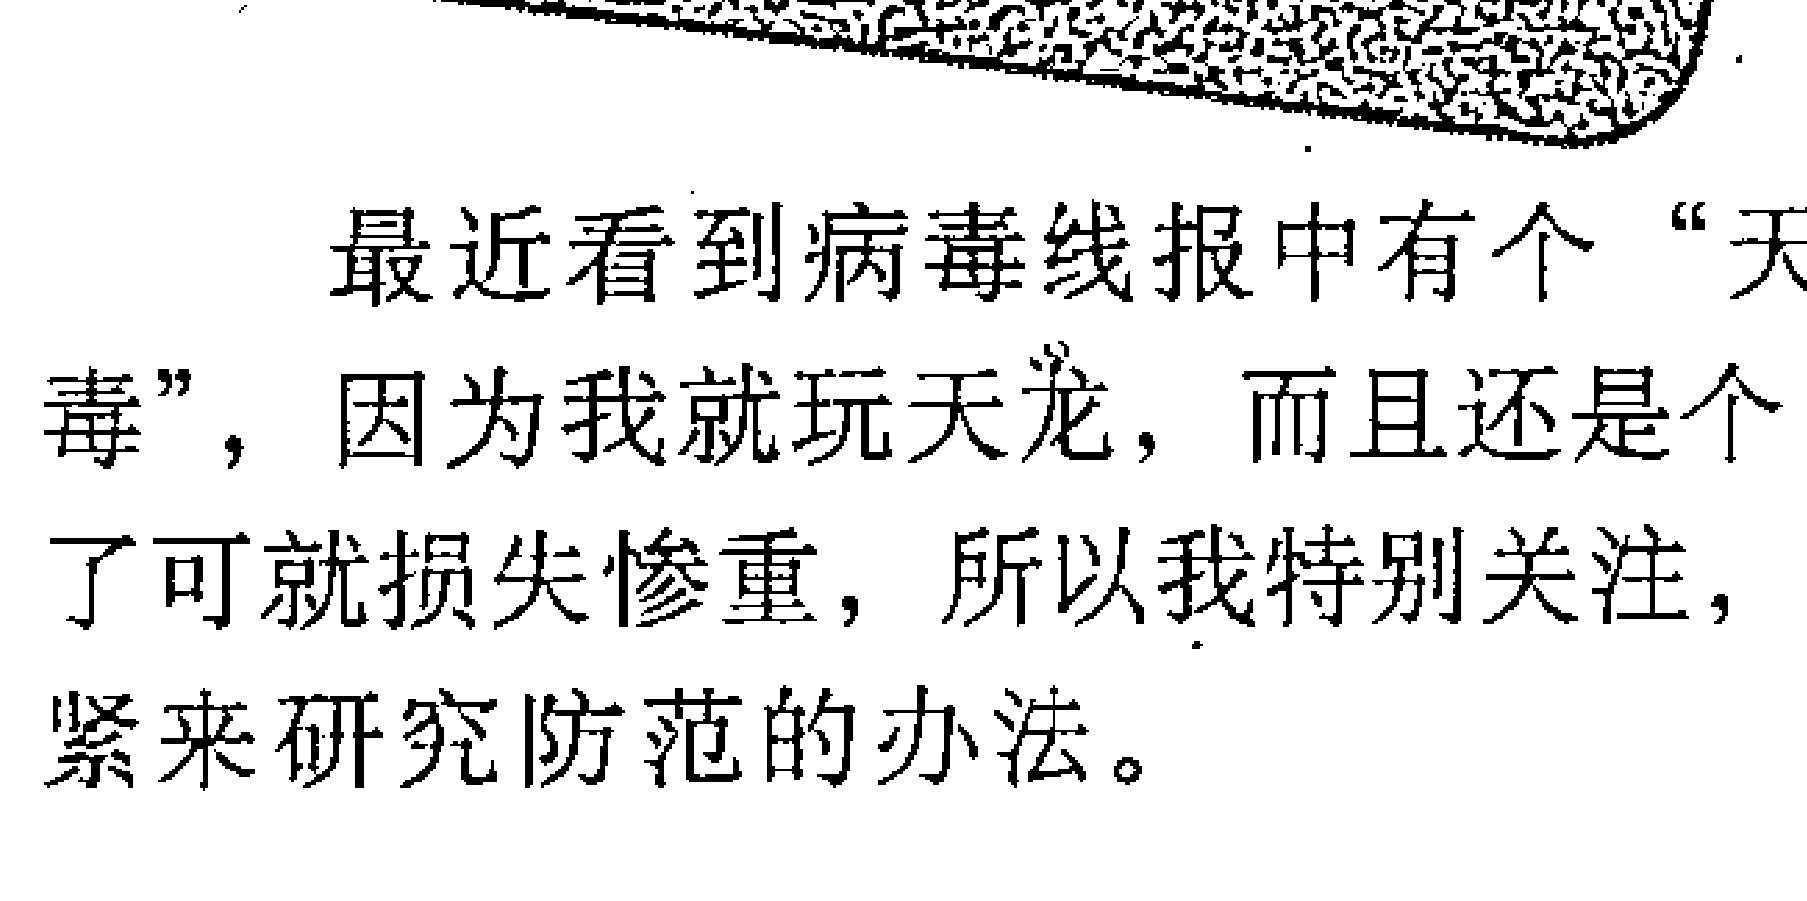 最近看到病毒线报中有个“天
毒”，因为我就玩天龙，而且还是个
了可就损失惨重，所以我特别关注，
紧来研究防范的办法。